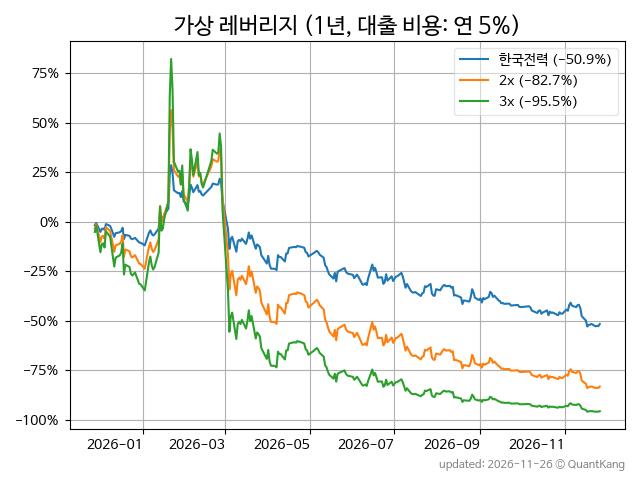 가상 레버리지 (1년, 대출 비용: 연 5%)
한국전력 (-50.9%)
2x (-82.7%)
3x (-95.5%)
75%
50%
25%
0%
-25%
-50%
-75%
-100%
2026-01 2026-03 2026-05 2026-07 2026-09 2026-11
updated: 2026-11-26 © QuantKang